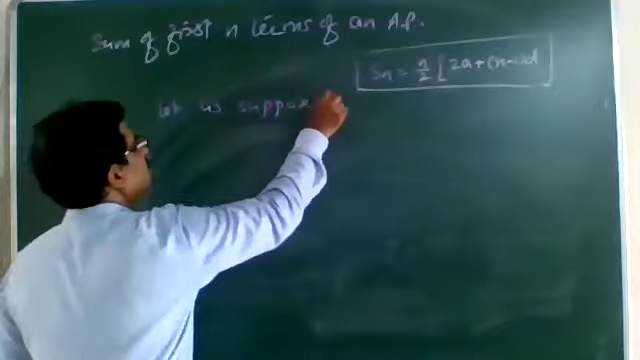 Sum of first n terms of an A.P.
Sn = n/2 [2a + (n-1)d
let us suppose